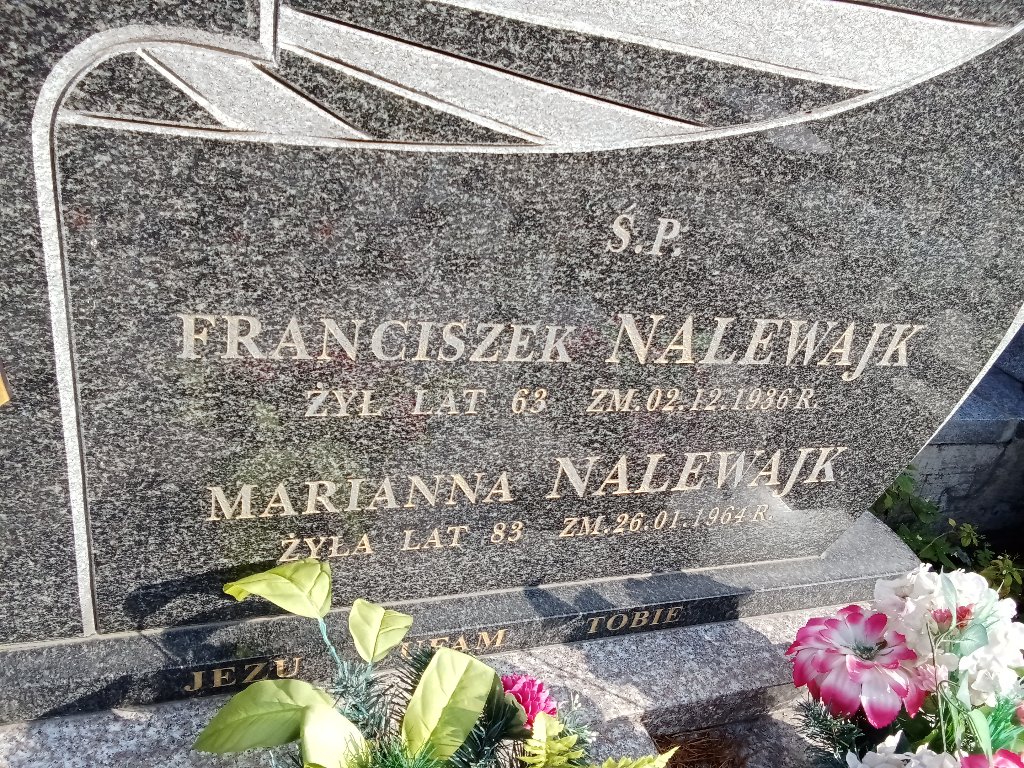 Ś.P.
FRANCISZEK NALEWAJK
ŻYŁ LAT 63 ZM. 02.12.1936 R.
MARIANNA NALEWAJK
ŻYŁA LAT 83 ZM. 26.01.1964 R.
JEZU UFAM TOBIE